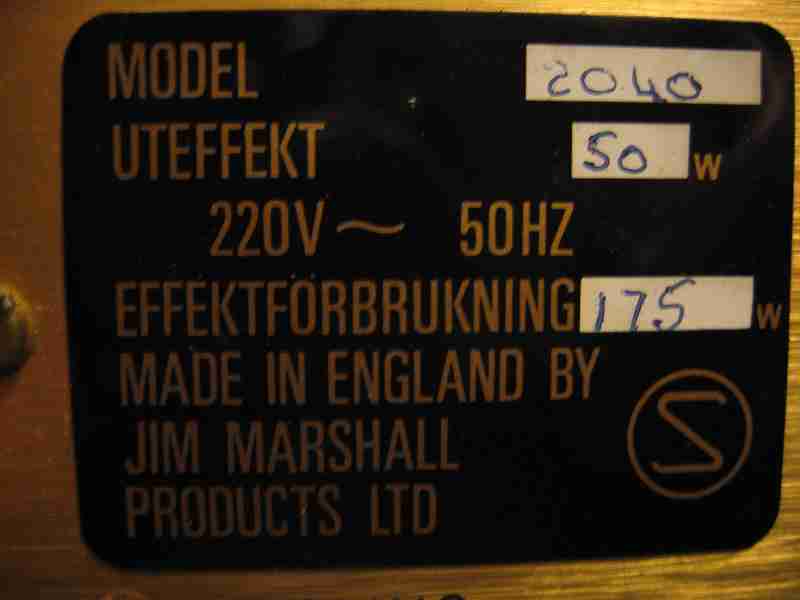 MODEL 2040
UTEFFEKT 50 W
220V ~ 50HZ
EFFEKTFÖRBRUKNING 175 W
MADE IN ENGLAND BY
JIM MARSHALL
PRODUCTS LTD
S